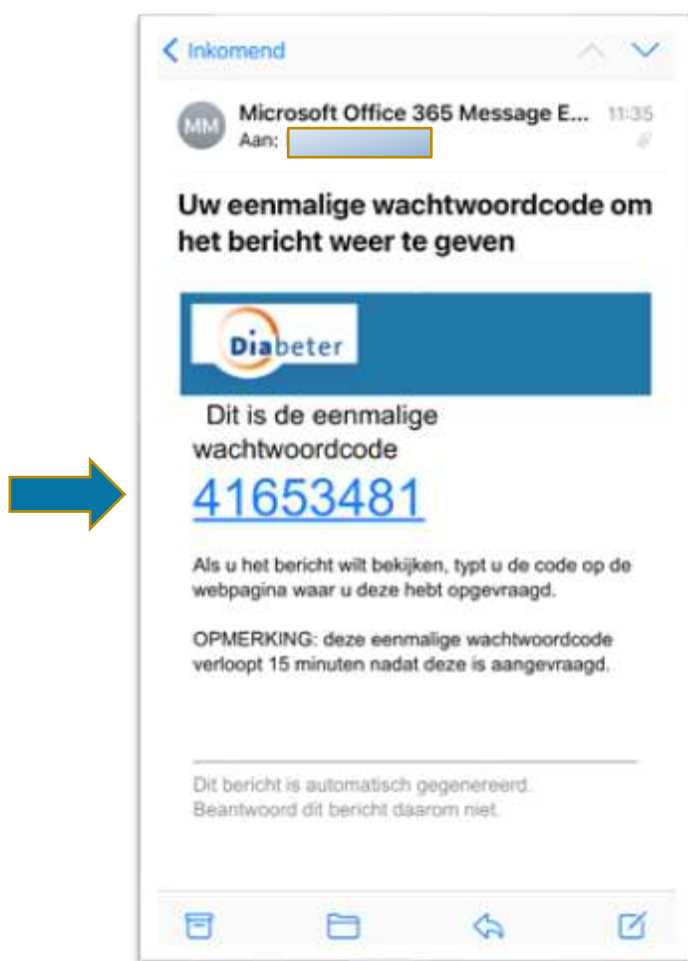 Inkomend
MM
Microsoft Office 365 Message E...
11:35
Aan:
Uw eenmalige wachtwoordcode om
het bericht weer te geven
Diabeter
Dit is de eenmalige
wachtwoordcode
41653481
Als u het bericht wilt bekijken, typt u de code op de
webpagina waar u deze hebt opgevraagd.
OPMERKING: deze eenmalige wachtwoordcode
verloopt 15 minuten nadat deze is aangevraagd.
Dit bericht is automatisch gegenereerd.
Beantwoord dit bericht daarom niet.